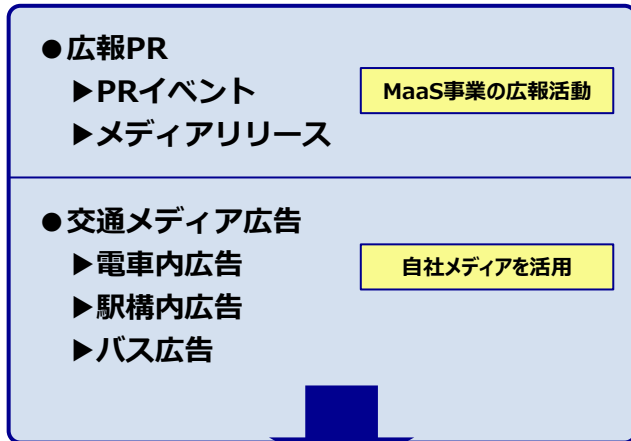 ●広報PR
▶PRイベント
MaaS事業の広報活動
▶メディアリリース
●交通メディア広告
▶電車内広告
自社メディアを活用
▶駅構内広告
▶バス広告